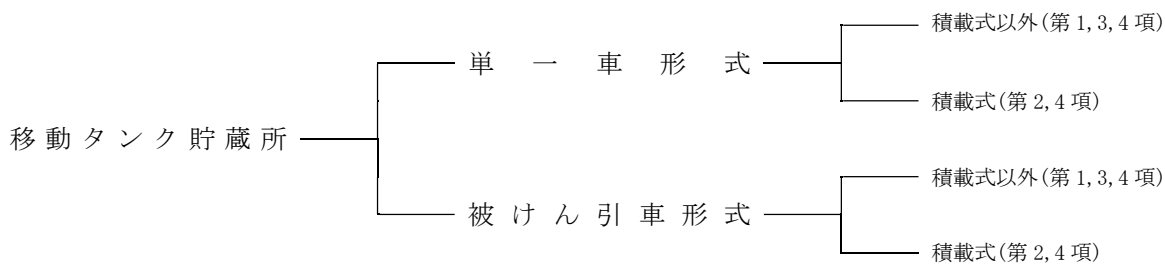 積載式以外(第1,3,4項)
単一車形式
積載式(第2,4項)
移動タンク貯蔵所
積載式以外(第1,3,4項)
被けん引車形式
積載式(第2,4項)